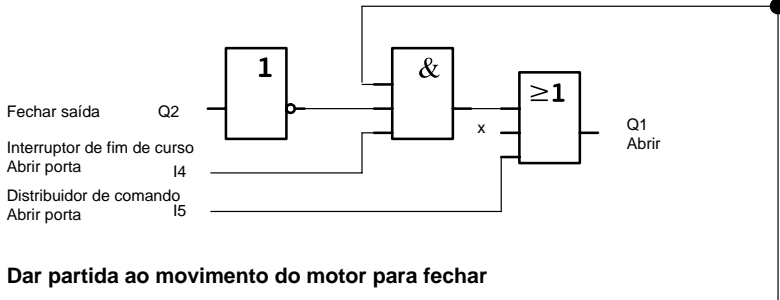 1
&
≥1
Fechar saída Q2
x
Q1
Abrir
Interruptor de fim de curso
Abrir porta I4
Distribuidor de comando
Abrir porta I5
Dar partida ao movimento do motor para fechar